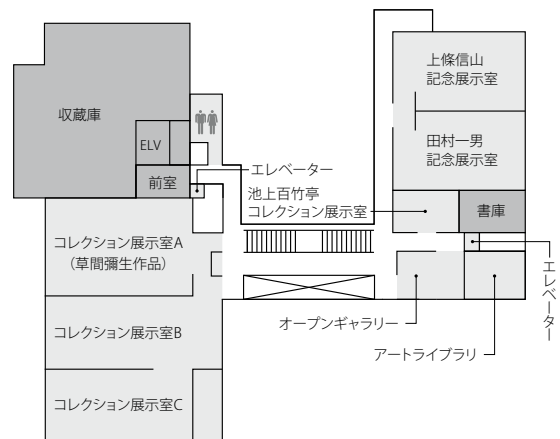 収蔵庫
ELV
前室
エレベーター
池上百竹亭
コレクション展示室
上條信山
記念展示室
田村一男
記念展示室
書庫
コレクション展示室A
（草間彌生作品）
コレクション展示室B
コレクション展示室C
オープンギャラリー
アートライブラリ
エレベーター